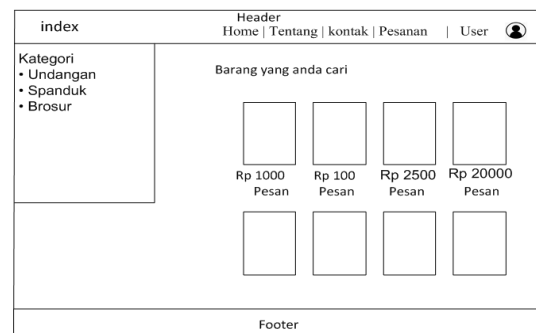 index
Header
Home | Tentang | kontak | Pesanan | User
Kategori
• Undangan
• Spanduk
• Brosur
Barang yang anda cari
Rp 1000 Rp 100 Rp 2500 Rp 20000
Pesan Pesan Pesan Pesan
Footer